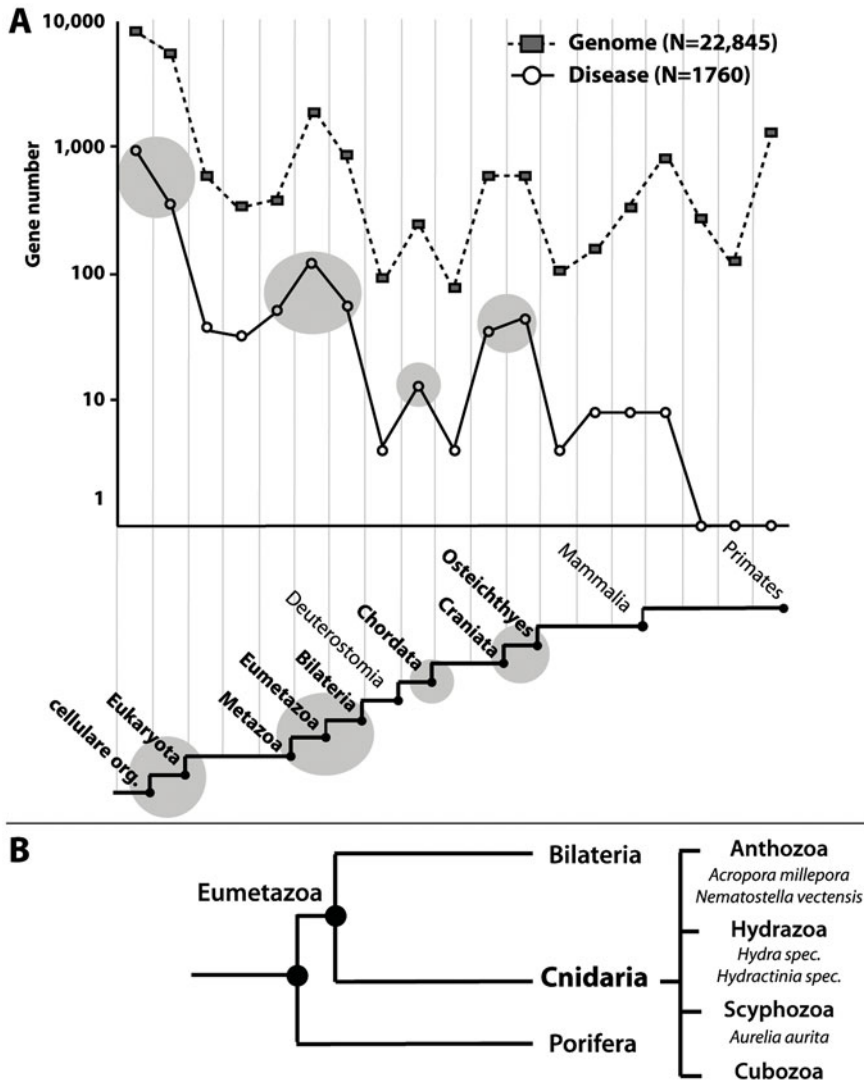 A
10,000
1,000
100
10
1
Gene number
Genome (N=22,845)
Disease (N=1760)
cellulare org.
Eukaryota
Metazoa
Eumetazoa
Bilateria
Deuterostomia
Chordata
Craniata
Osteichthyes
Mammalia
Primates
B
Eumetazoa
Bilateria
Cnidaria
Porifera
Anthozoa
Acropora millepora
Nematostella vectensis
Hydrazoa
Hydra spec.
Hydractinia spec.
Scyphozoa
Aurelia aurita
Cubozoa